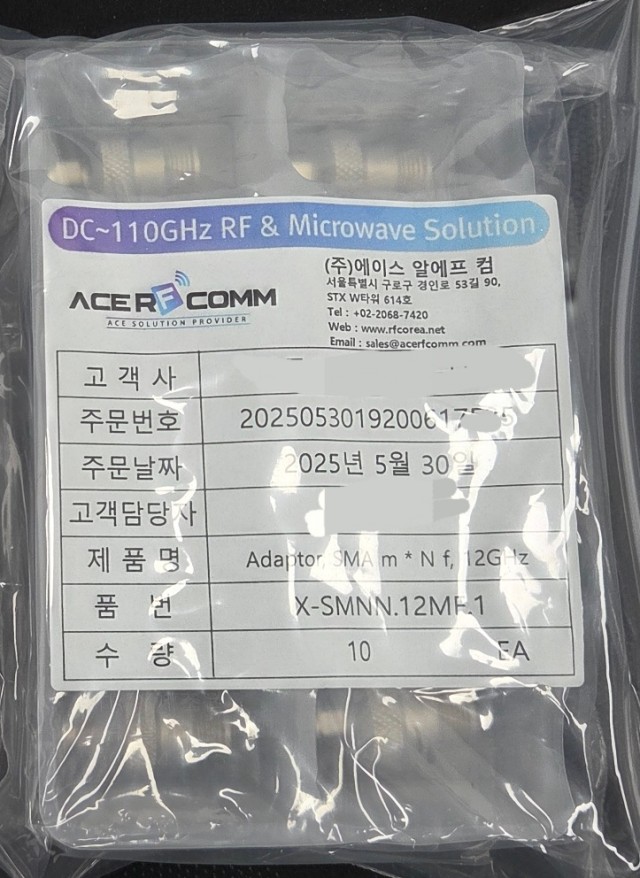 DC~110GHz RF & Microwave Solution
ACE RF COMM
ACE SOLUTION PROVIDER
(주)에이스 알에프 컴
서울특별시 구로구 경인로 53길 90,
STX W타워 614호
Tel : +02-2068-7420
Web : www.rfcorea.net
Email : sales@acerfcomm.com
고 객 사
주문번호
주문날짜 2025년 5월 30일
고객담당자
제 품 명 Adaptor, SMA m * N f, 12GHz
품 번 X-SMNN.12MF.1
수 량 10 EA